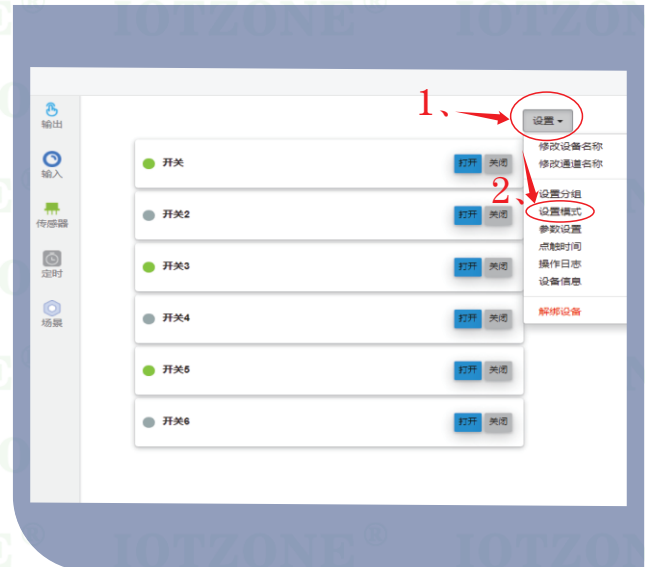 IOTZONE®
IOTZON
1、
设置
输出
输入
传感器
定时
场景
开关 打开 关闭
开关2 打开 关闭
开关3 打开 关闭
开关4 打开 关闭
开关5 打开 关闭
开关6 打开 关闭
修改设备名称
修改通道名称
2、
设置分组
设置模式
参数设置
点触时间
操作日志
设备信息
解绑设备
IOTZONE®
IOTZON